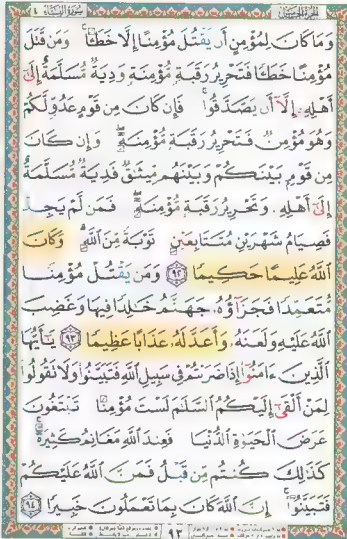 الجزء الخامس
سورة النساء ٤
وَمَا كَانَ لِمُؤْمِنٍ أَن يَقْتُلَ مُؤْمِنًا إِلَّا خَطَـًٔا ۚ وَمَن قَتَلَ
مُؤْمِنًا خَطَـًٔا فَتَحْرِيرُ رَقَبَةٍ مُّؤْمِنَةٍ وَدِيَةٌ مُّسَلَّمَةٌ إِلَىٰٓ
أَهْلِهِۦٓ إِلَّآ أَن يَصَّدَّقُوا۟ ۚ فَإِن كَانَ مِن قَوْمٍ عَدُوٍّ لَّكُمْ
وَهُوَ مُؤْمِنٌ فَتَحْرِيرُ رَقَبَةٍ مُّؤْمِنَةٍ ۖ وَإِن كَانَ
مِن قَوْمٍۭ بَيْنَكُمْ وَبَيْنَهُم مِّيثَـٰقٌ فَدِيَةٌ مُّسَلَّمَةٌ
إِلَىٰٓ أَهْلِهِۦ وَتَحْرِيرُ رَقَبَةٍ مُّؤْمِنَةٍ ۖ فَمَن لَّمْ يَجِدْ
فَصِيَامُ شَهْرَيْنِ مُتَتَابِعَيْنِ تَوْبَةً مِّنَ ٱللَّهِ ۗ وَكَانَ
ٱللَّهُ عَلِيمًا حَكِيمًا ٩٢ وَمَن يَقْتُلْ مُؤْمِنًا
مُّتَعَمِّدًا فَجَزَآؤُهُۥ جَهَنَّمُ خَـٰلِدًا فِيهَا وَغَضِبَ
ٱللَّهُ عَلَيْهِ وَلَعَنَهُۥ وَأَعَدَّ لَهُۥ عَذَابًا عَظِيمًا ٩٣ يَـٰٓأَيُّهَا
ٱلَّذِينَ ءَامَنُوٓا۟ إِذَا ضَرَبْتُمْ فِى سَبِيلِ ٱللَّهِ فَتَبَيَّنُوا۟ وَلَا تَقُولُوا۟
لِمَنْ أَلْقَىٰٓ إِلَيْكُمُ ٱلسَّلَـٰمَ لَسْتَ مُؤْمِنًا تَبْتَغُونَ
عَرَضَ ٱلْحَيَوٰةِ ٱلدُّنْيَا فَعِندَ ٱللَّهِ مَغَانِمُ كَثِيرَةٌ ۚ
كَذَٰلِكَ كُنتُم مِّن قَبْلُ فَمَنَّ ٱللَّهُ عَلَيْكُمْ
فَتَبَيَّنُوٓا۟ ۚ إِنَّ ٱللَّهَ كَانَ بِمَا تَعْمَلُونَ خَبِيرًا ٩٤
٩٣